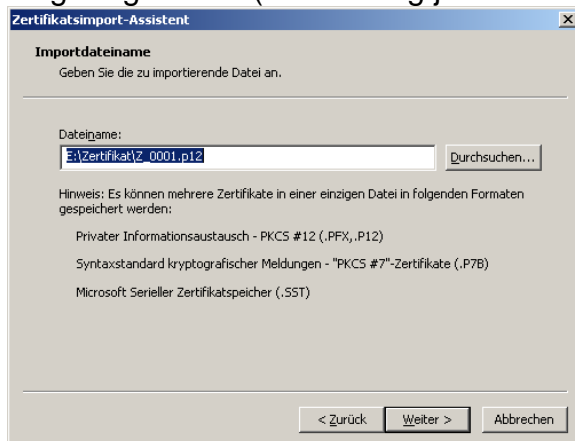 Zertifikatsimport-Assistent
Importdateiname
Geben Sie die zu importierende Datei an.
Dateiname:
E:\Zertifikat\Z_0001.p12
Durchsuchen...
Hinweis: Es können mehrere Zertifikate in einer einzigen Datei in folgenden Formaten
gespeichert werden:
Privater Informationsaustausch - PKCS #12 (.PFX,.P12)
Syntaxstandard kryptografischer Meldungen - "PKCS #7"-Zertifikate (.P7B)
Microsoft Serieller Zertifikatspeicher (.SST)
< Zurück Weiter > Abbrechen